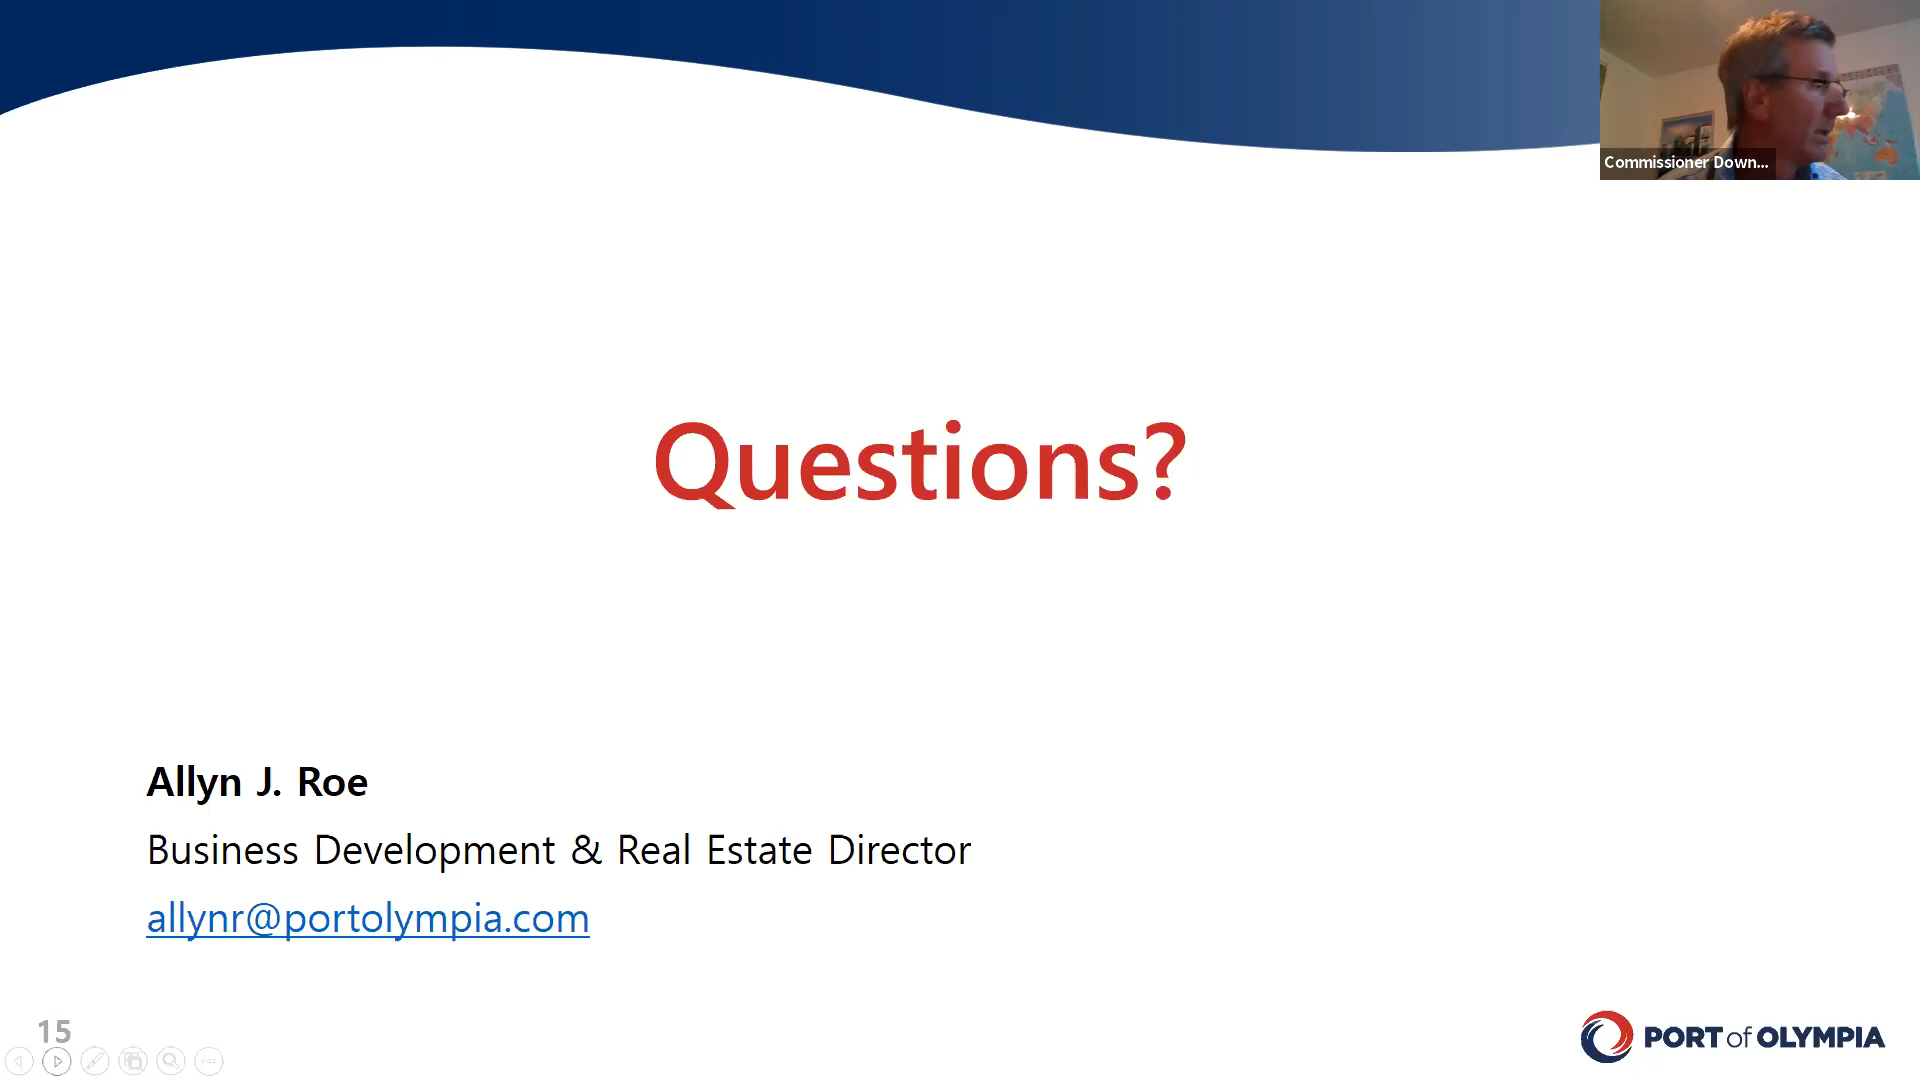 Commissioner Down...
Questions?
Allyn J. Roe
Business Development & Real Estate Director
allynr@portolympia.com
15
PORT of OLYMPIA